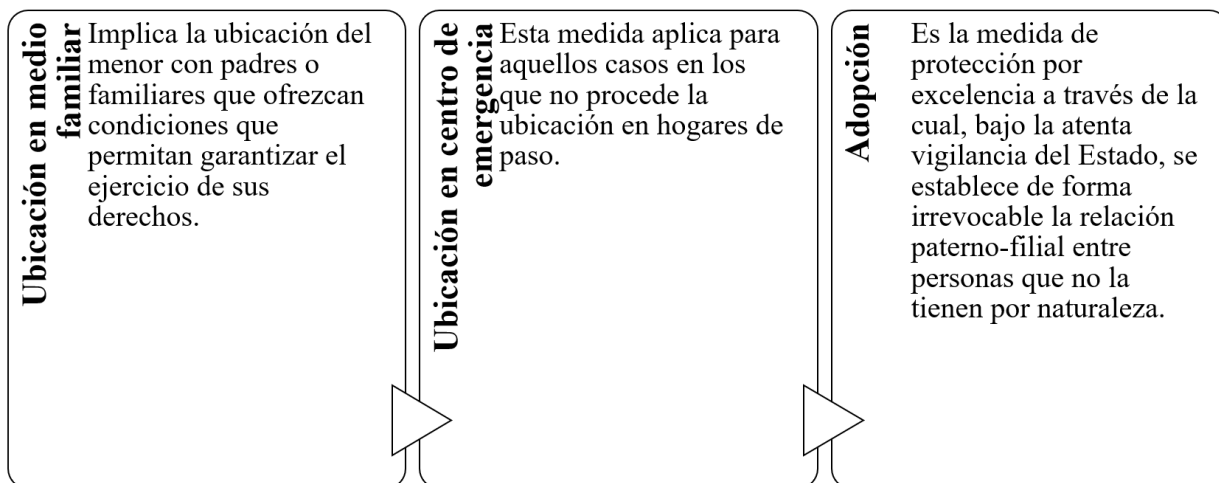 Ubicación en medio
familiar
Implica la ubicación del
menor con padres o
familiares que ofrezcan
condiciones que
permitan garantizar el
ejercicio de sus
derechos.
Ubicación en centro de
emergencia
Esta medida aplica para
aquellos casos en los
que no procede la
ubicación en hogares de
paso.
Adopción
Es la medida de
protección por
excelencia a través de la
cual, bajo la atenta
vigilancia del Estado, se
establece de forma
irrevocable la relación
paterno-filial entre
personas que no la
tienen por naturaleza.